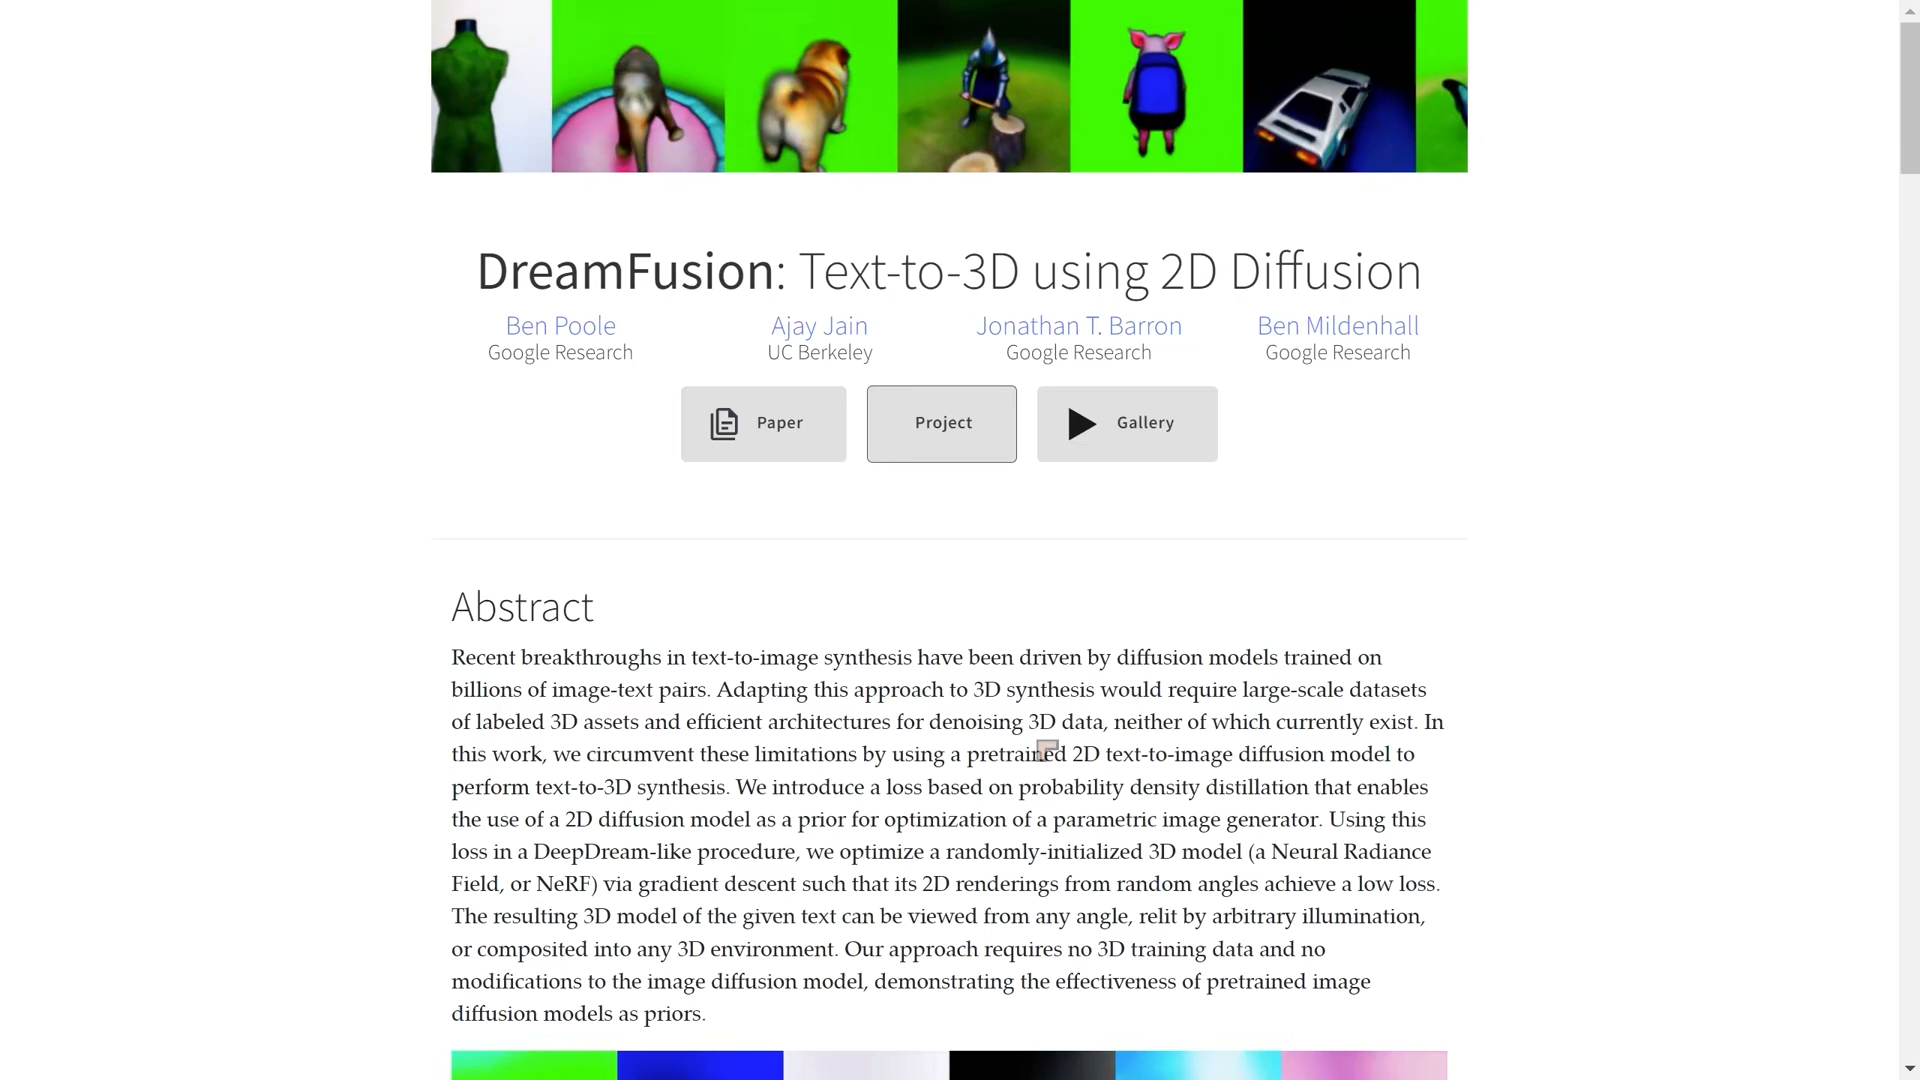 DreamFusion: Text-to-3D using 2D Diffusion
Ben Poole Ajay Jain Jonathan T. Barron Ben Mildenhall
Google Research UC Berkeley Google Research Google Research
Paper Project Gallery
Abstract
Recent breakthroughs in text-to-image synthesis have been driven by diffusion models trained on
billions of image-text pairs. Adapting this approach to 3D synthesis would require large-scale datasets
of labeled 3D assets and efficient architectures for denoising 3D data, neither of which currently exist. In
this work, we circumvent these limitations by using a pretrained 2D text-to-image diffusion model to
perform text-to-3D synthesis. We introduce a loss based on probability density distillation that enables
the use of a 2D diffusion model as a prior for optimization of a parametric image generator. Using this
loss in a DeepDream-like procedure, we optimize a randomly-initialized 3D model (a Neural Radiance
Field, or NeRF) via gradient descent such that its 2D renderings from random angles achieve a low loss.
The resulting 3D model of the given text can be viewed from any angle, relit by arbitrary illumination,
or composited into any 3D environment. Our approach requires no 3D training data and no
modifications to the image diffusion model, demonstrating the effectiveness of pretrained image
diffusion models as priors.